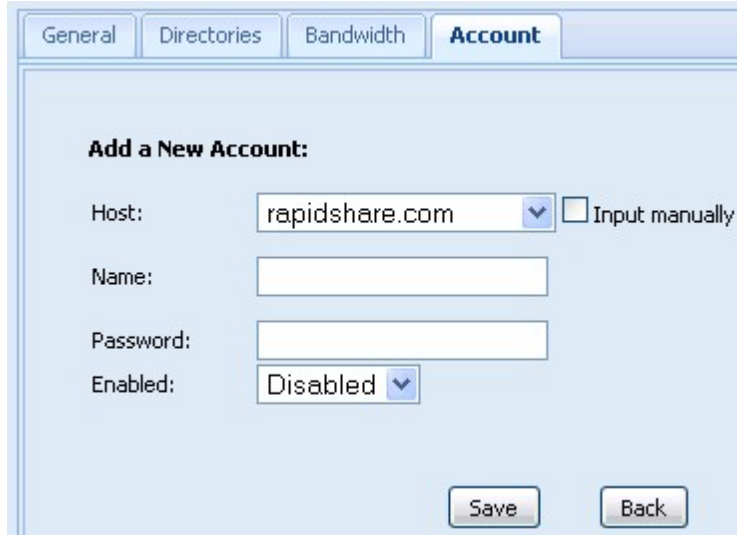 General Directories Bandwidth Account
Add a New Account:
Host: rapidshare.com Input manually
Name:
Password:
Enabled: Disabled
Save Back